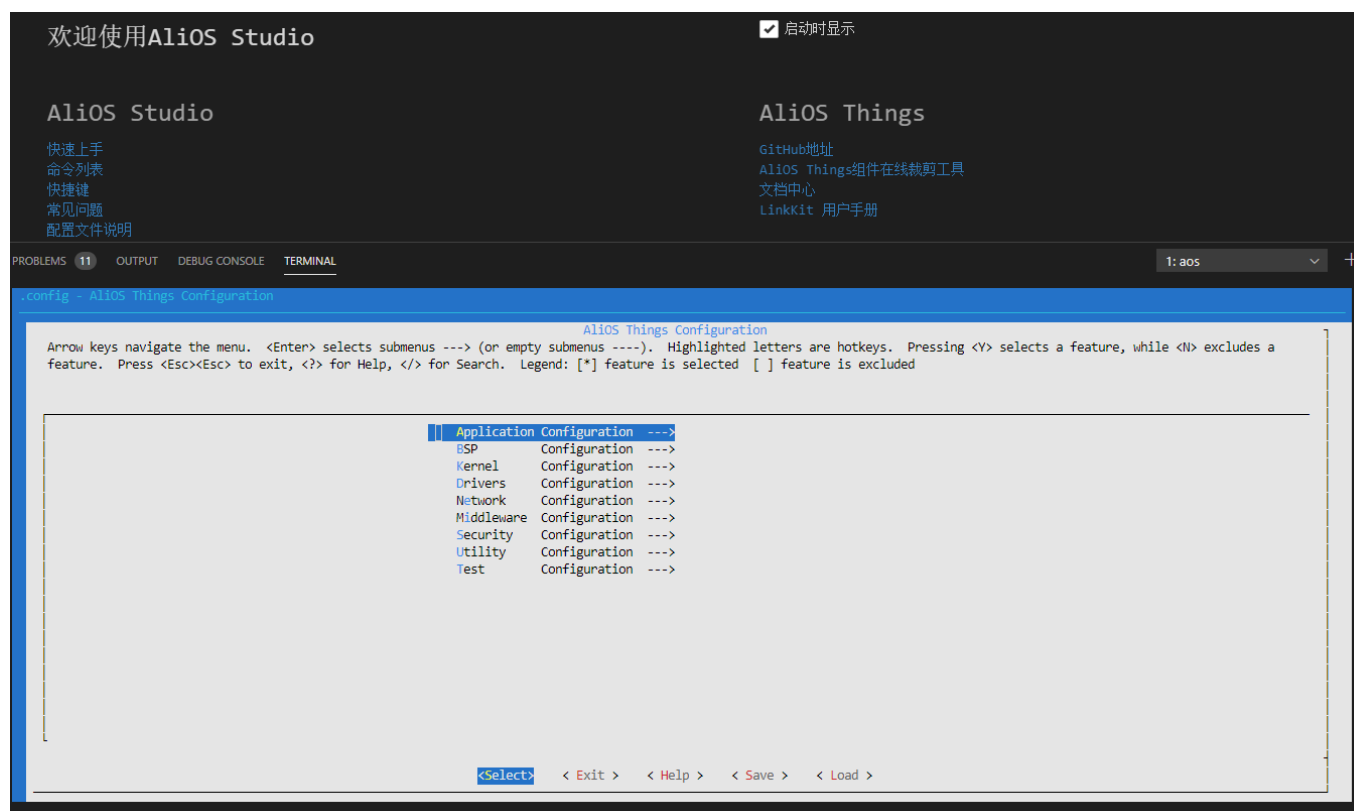 欢迎使用AliOS Studio
启动时显示
AliOS Studio
快速上手
命令列表
快捷键
常见问题
配置文件说明
AliOS Things
GitHub地址
AliOS Things组件在线裁剪工具
文档中心
LinkKit 用户手册
PROBLEMS 11 OUTPUT DEBUG CONSOLE TERMINAL 1: aos
.config - AliOS Things Configuration
AliOS Things Configuration
Arrow keys navigate the menu. <Enter> selects submenus ---> (or empty submenus ----). Highlighted letters are hotkeys. Pressing <Y> selects a feature, while <N> excludes a
feature. Press <Esc><Esc> to exit, <?> for Help, </> for Search. Legend: [*] feature is selected [ ] feature is excluded
Application Configuration --->
BSP Configuration --->
Kernel Configuration --->
Drivers Configuration --->
Network Configuration --->
Middleware Configuration --->
Security Configuration --->
Utility Configuration --->
Test Configuration --->
<Select> < Exit > < Help > < Save > < Load >